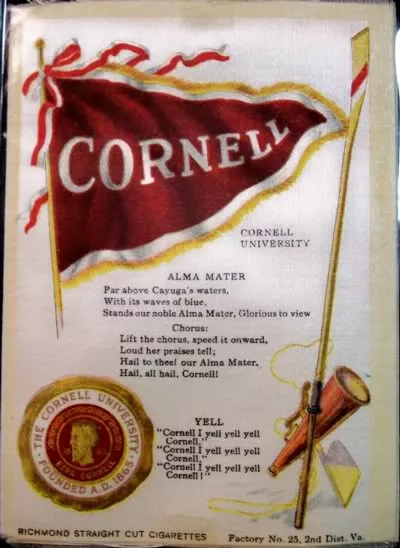 CORNELL
CORNELL
UNIVERSITY
ALMA MATER
Far above Cayuga's waters,
With its waves of blue,
Stands our noble Alma Mater, Glorious to view
Chorus:
Lift the chorus, speed it onward,
Loud her praises tell;
Hail to thee! our Alma Mater,
Hail, all hail, Cornell!
THE CORNELL UNIVERSITY
FOUNDED A.D. 1865
EZRA CORNELL
YELL
"Cornell I yell yell yell
Cornell,"
"Cornell I yell yell yell
Cornell,"
"Cornell I yell yell yell
Cornell!"
RICHMOND STRAIGHT CUT CIGARETTES
Factory No. 25, 2nd Dist. Va.